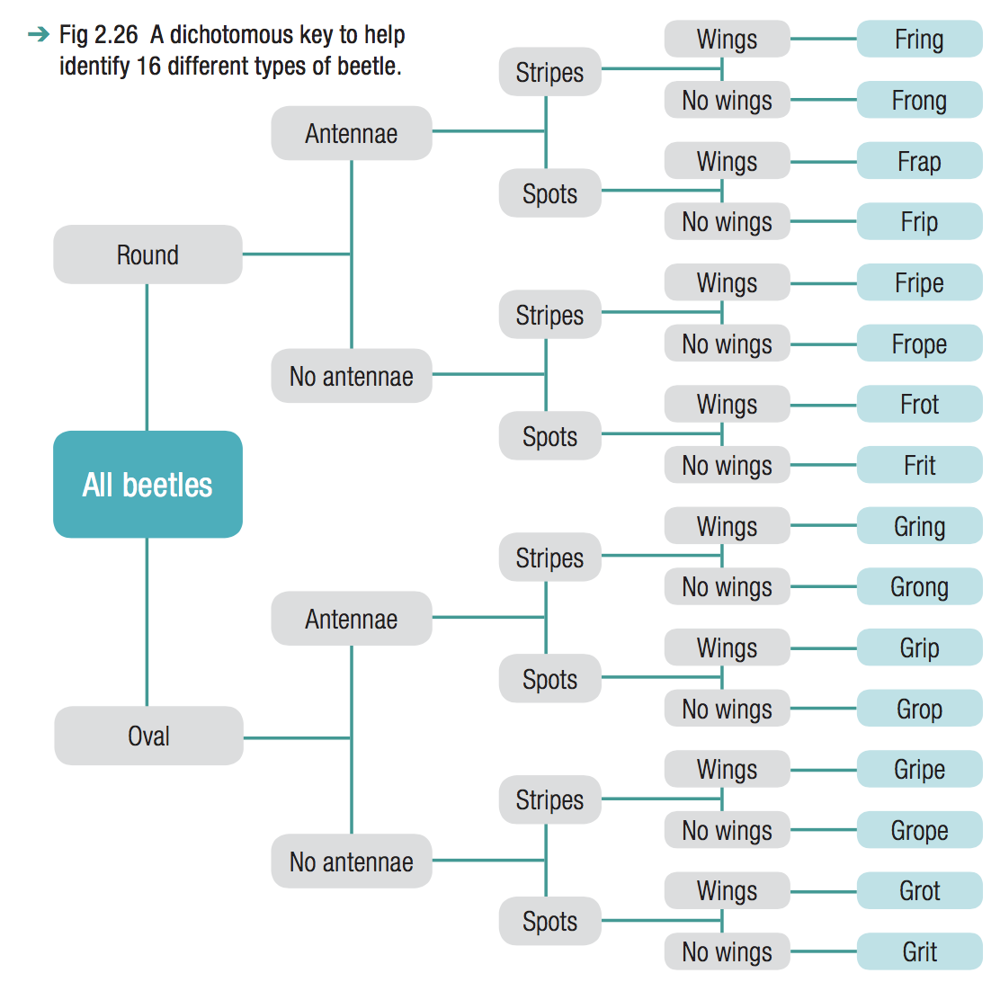 → Fig 2.26 A dichotomous key to help
identify 16 different types of beetle.
All beetles
Round
Antennae
Stripes
Wings
Fring
No wings
Frong
Spots
Wings
Frap
No wings
Frip
No antennae
Stripes
Wings
Fripe
No wings
Frope
Spots
Wings
Frot
No wings
Frit
Oval
Antennae
Stripes
Wings
Gring
No wings
Grong
Spots
Wings
Grip
No wings
Grop
No antennae
Stripes
Wings
Gripe
No wings
Grope
Spots
Wings
Grot
No wings
Grit